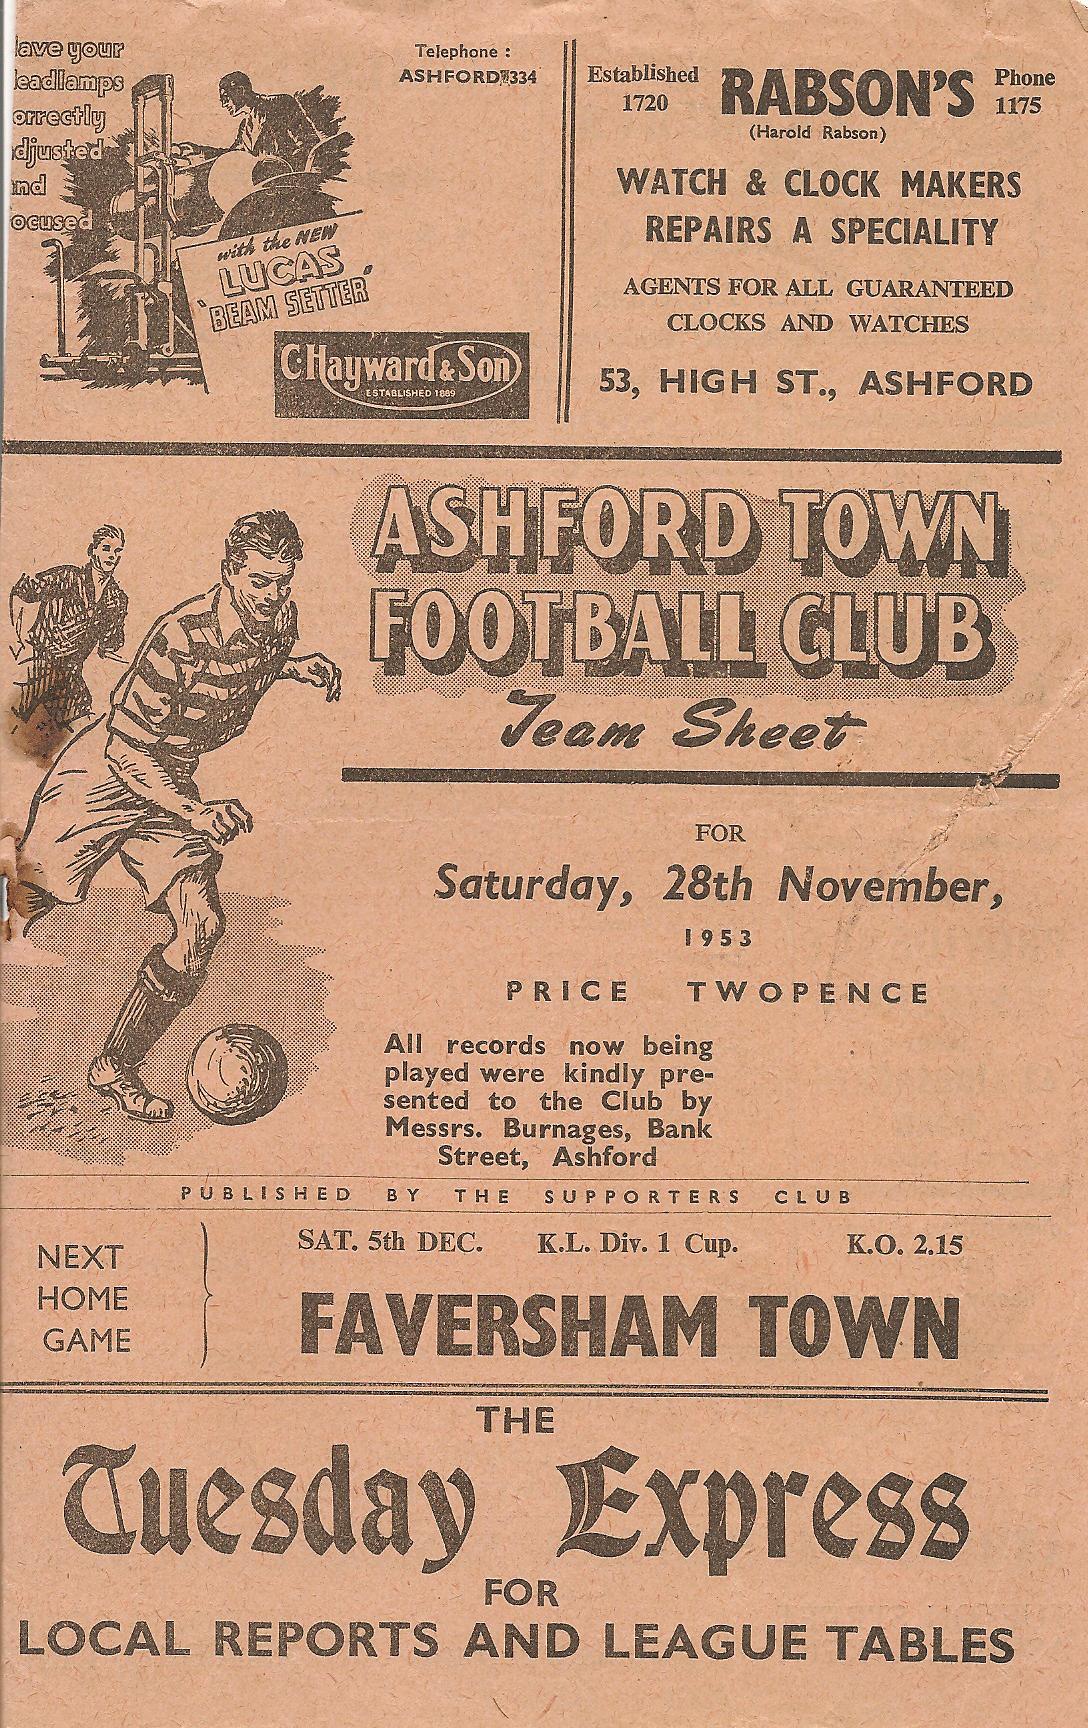 ave your
eadlamps
orrectly
djusted
nd
ocused
with the NEW
LUCAS
'BEAM SETTER'
Telephone :
ASHFORD 334
C. Hayward & Son
ESTABLISHED 1889
Established
1720
RABSON'S
(Harold Rabson)
Phone
1175
WATCH & CLOCK MAKERS
REPAIRS A SPECIALITY
AGENTS FOR ALL GUARANTEED
CLOCKS AND WATCHES
53, HIGH ST., ASHFORD
ASHFORD TOWN
FOOTBALL CLUB
Team Sheet
FOR
Saturday, 28th November,
1953
PRICE TWOPENCE
All records now being
played were kindly pre-
sented to the Club by
Messrs. Burnages, Bank
Street, Ashford
PUBLISHED BY THE SUPPORTERS CLUB
NEXT
HOME
GAME
SAT. 5th DEC. K.L. Div. 1 Cup. K.O. 2.15
FAVERSHAM TOWN
THE
Tuesday Express
FOR
LOCAL REPORTS AND LEAGUE TABLES